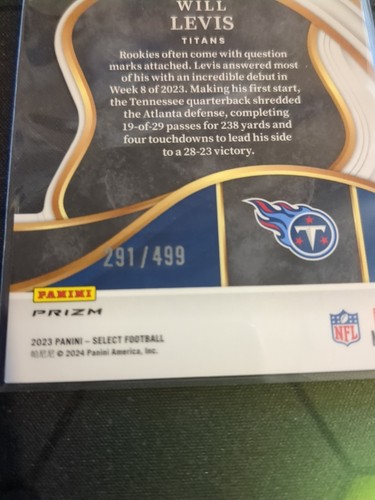 WILL
LEVIS
TITANS
Rookies often come with question
marks attached. Levis answered most
of his with an incredible debut in
Week 8 of 2023. Making his first start,
the Tennessee quarterback shredded
the Atlanta defense, completing
19-of-29 passes for 238 yards and
four touchdowns to lead his side
to a 28-23 victory.
291/499
T
PANINI
PRIZM
NFL
2023 PANINI – SELECT FOOTBALL
帕尼尼 © 2024 Panini America, Inc.